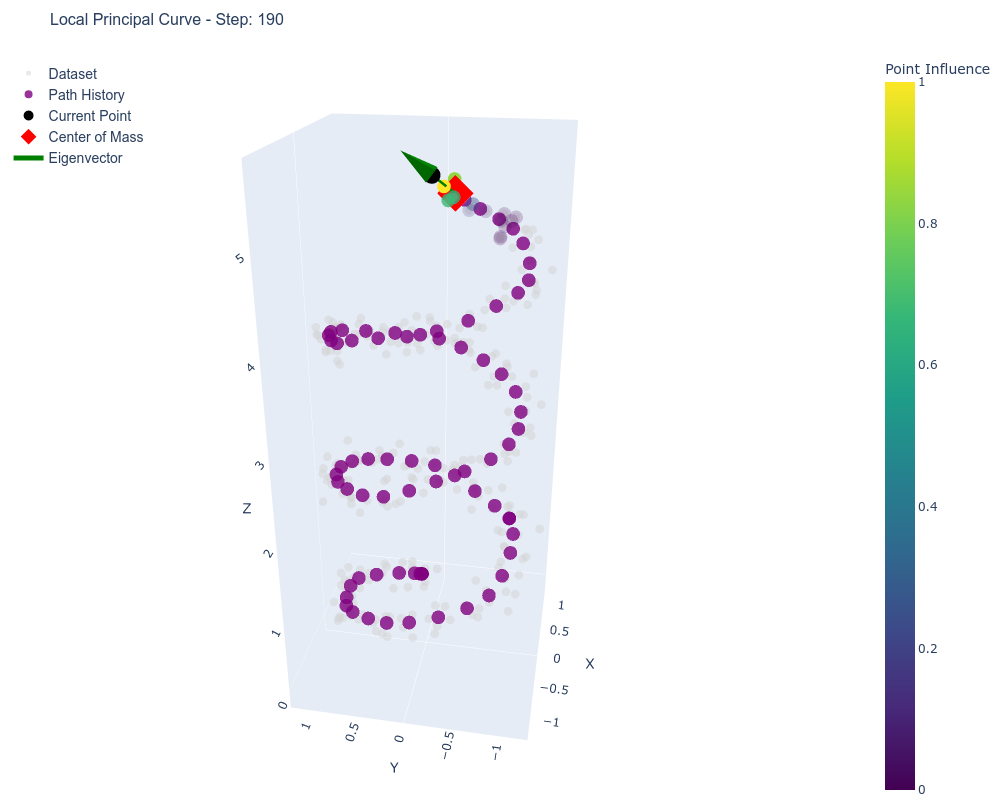 Local Principal Curve - Step: 190
Dataset
Path History
Current Point
Center of Mass
Eigenvector
Point Influence
1
0.8
0.6
0.4
0.2
0
5
4
3
2
1
0
Z
1
0.5
0
−0.5
−1
Y
1
0.5
0
−0.5
−1
X